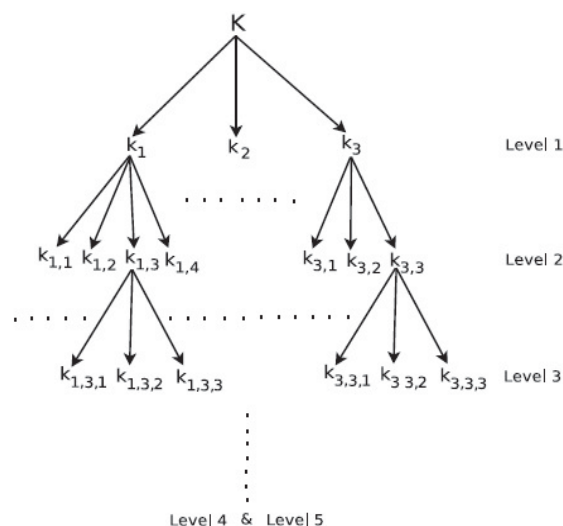 K
k1 k2 k3 Level 1
k1,1 k1,2 k1,3 k1,4 k3,1 k3,2 k3,3 Level 2
k1,3,1 k1,3,2 k1,3,3 k3,3,1 k3 3,2 k3,3,3 Level 3
Level 4 & Level 5